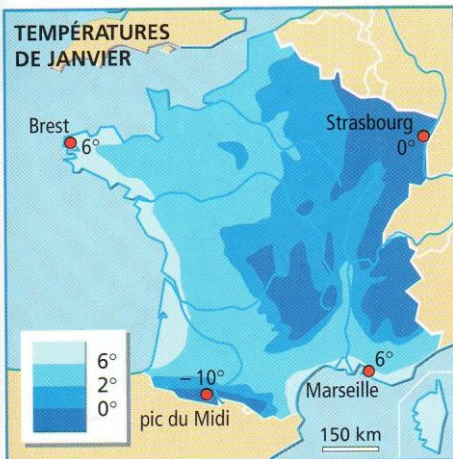 TEMPÉRATURES
DE JANVIER
Brest
6°
Strasbourg
0°
6°
2°
0°
– 10°
pic du Midi
6°
Marseille
150 km